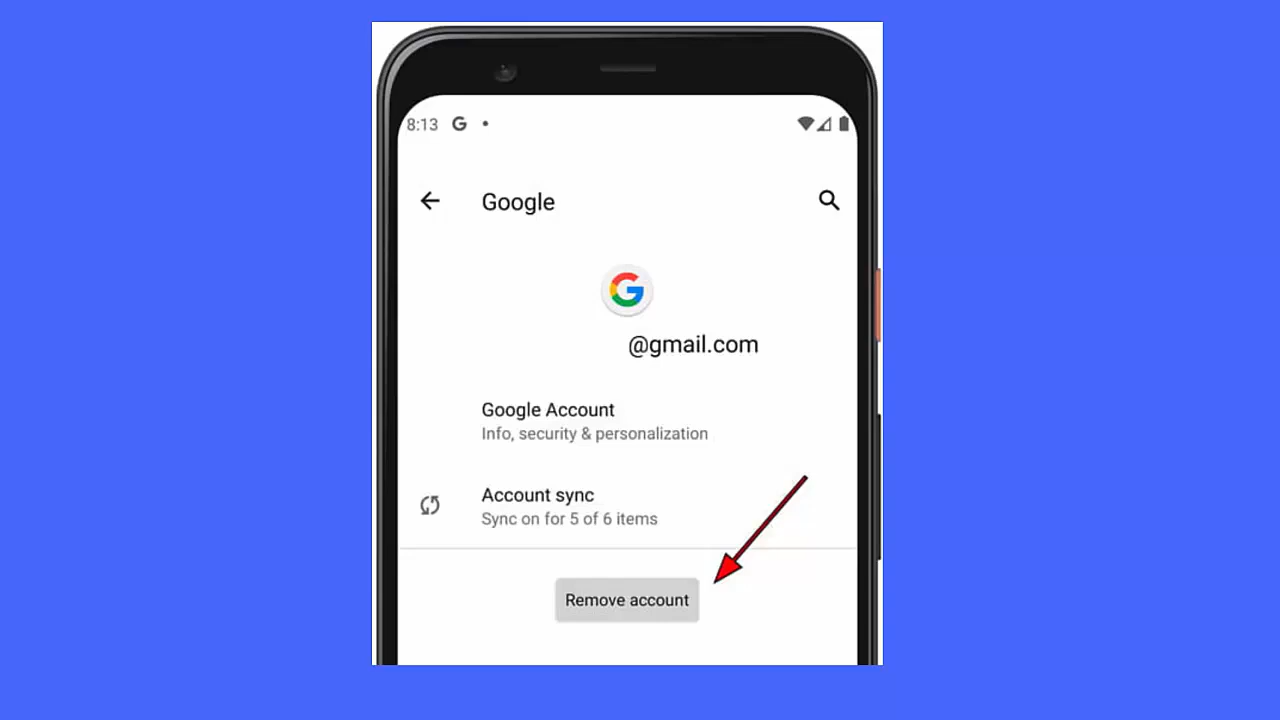 8:13 G
Google
G
@gmail.com
Google Account
Info, security & personalization
Account sync
Sync on for 5 of 6 items
Remove account